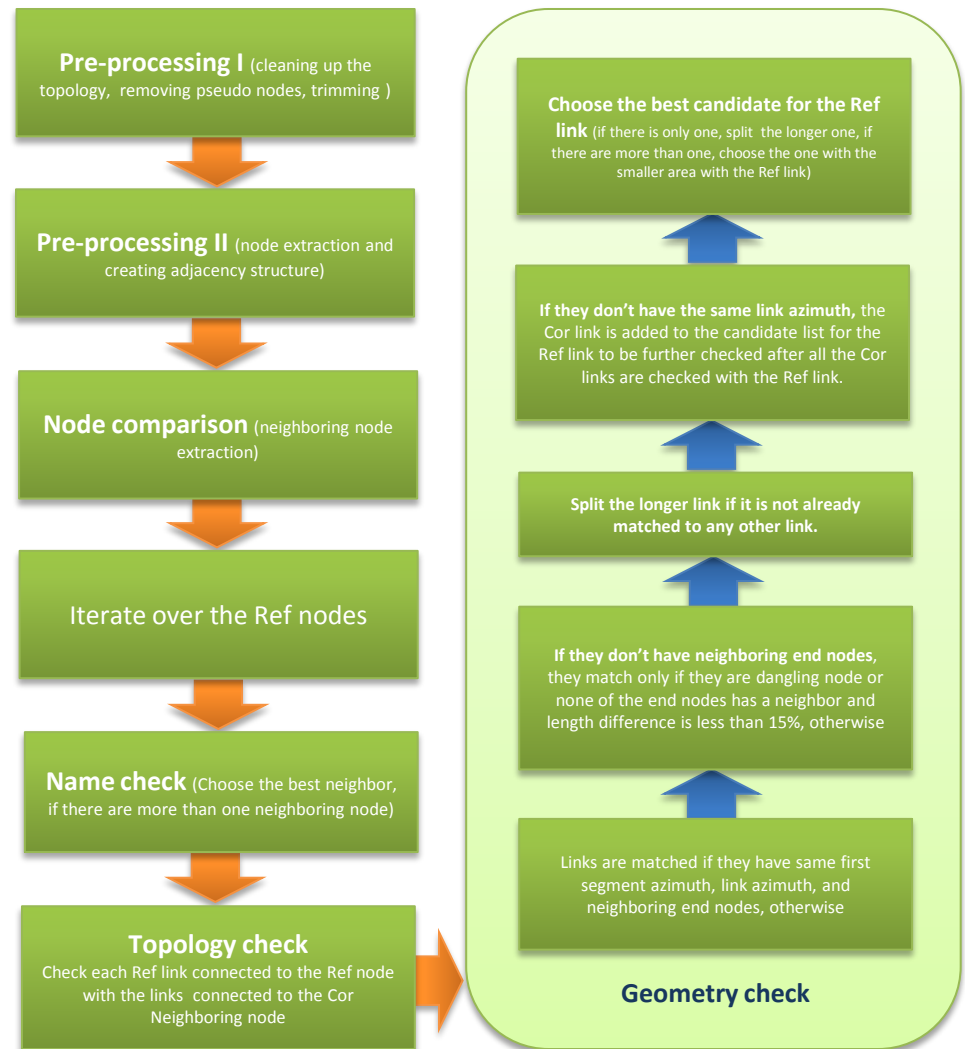 Pre-processing I (cleaning up the
topology, removing pseudo nodes, trimming )
Pre-processing II (node extraction and
creating adjacency structure)
Node comparison (neighboring node
extraction)
Iterate over the Ref nodes
Name check (Choose the best neighbor,
if there are more than one neighboring node)
Topology check
Check each Ref link connected to the Ref node
with the links connected to the Cor
Neighboring node
Geometry check
Links are matched if they have same first
segment azimuth, link azimuth, and
neighboring end nodes, otherwise
If they don't have neighboring end nodes,
they match only if they are dangling node or
none of the end nodes has a neighbor and
length difference is less than 15%, otherwise
Split the longer link if it is not already
matched to any other link.
If they don't have the same link azimuth, the
Cor link is added to the candidate list for the
Ref link to be further checked after all the Cor
links are checked with the Ref link.
Choose the best candidate for the Ref
link (if there is only one, split the longer one, if
there are more than one, choose the one with the
smaller area with the Ref link)